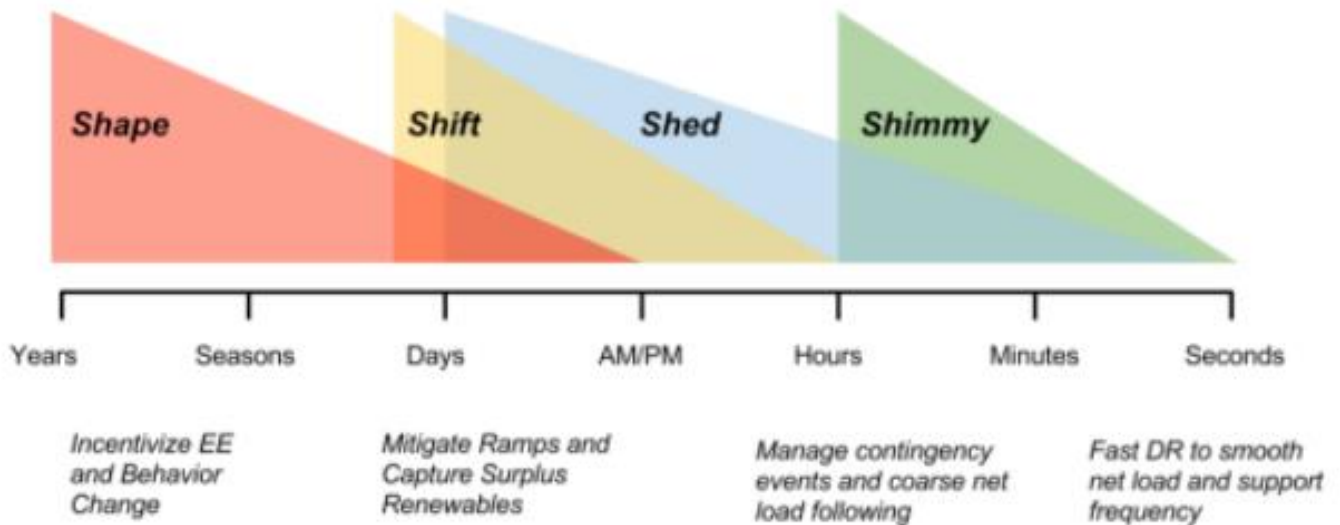 Shape Shift Shed Shimmy
Years Seasons Days AM/PM Hours Minutes Seconds
Incentivize EE
and Behavior
Change
Mitigate Ramps and
Capture Surplus
Renewables
Manage contingency
events and coarse net
load following
Fast DR to smooth
net load and support
frequency